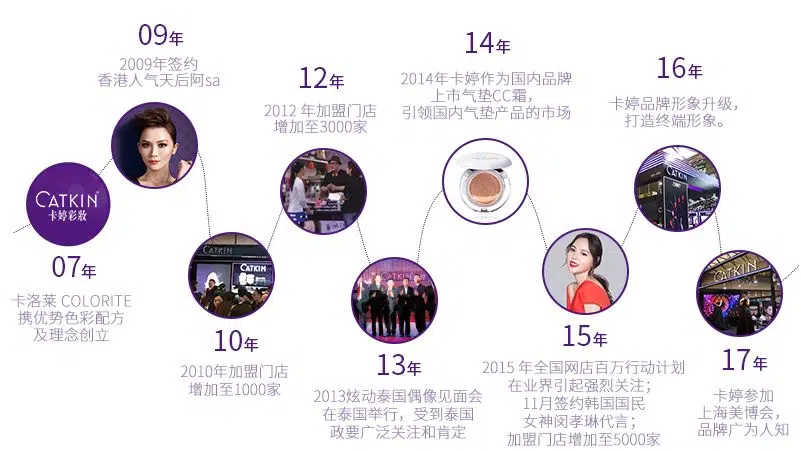 CATKIN
卡婷彩妆
07年
卡洛莱 COLORITE
携优势色彩配方
及理念创立
09年
2009年签约
香港人气天后阿sa
CATKIN
CATKIN
10年
2010年加盟门店
增加至1000家
12年
2012 年加盟门店
增加至3000家
13年
2013炫动泰国偶像见面会
在泰国举行，受到泰国
政要广泛关注和肯定
14年
2014年卡婷作为国内品牌
上市气垫CC霜，
引领国内气垫产品的市场
15年
2015 年全国网店百万行动计划
在业界引起强烈关注；
11月签约韩国国民
女神闵孝琳代言；
加盟门店增加至5000家
16年
卡婷品牌形象升级，
打造终端形象。
CATKIN
17年
卡婷参加
上海美博会，
品牌广为人知
CATKIN